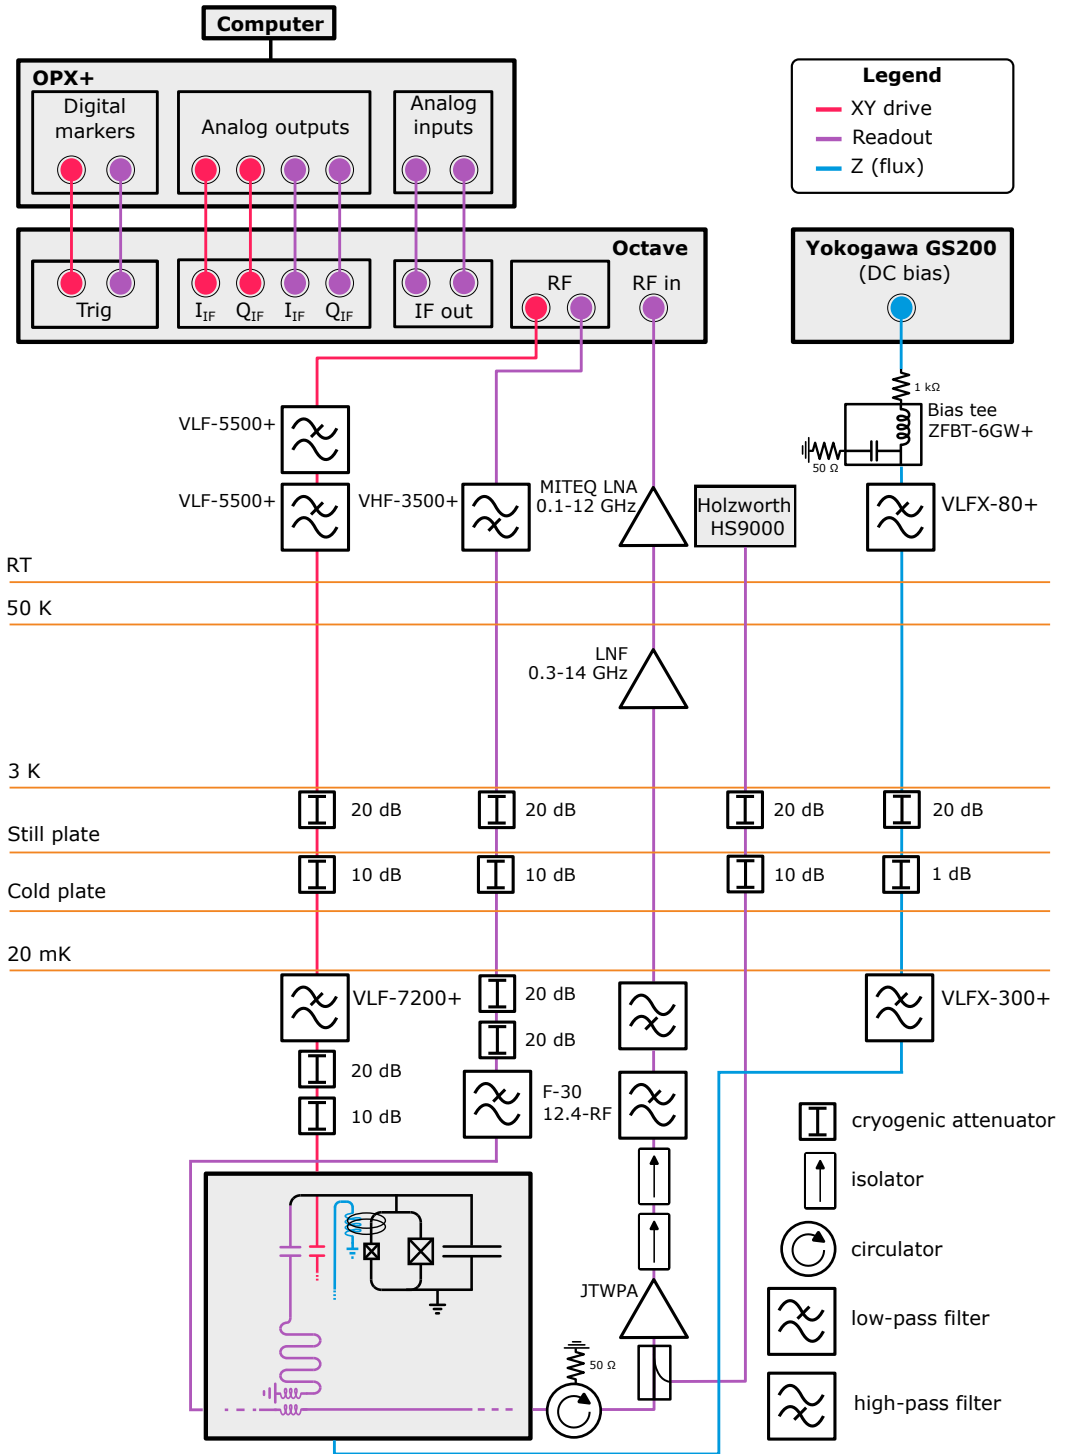 Computer
OPX+
Digital
markers
Analog outputs
Analog
inputs
Legend
XY drive
Readout
Z (flux)
Octave
Trig
I_IF Q_IF I_IF Q_IF
IF out
RF
RF in
Yokogawa GS200
(DC bias)
1 kΩ
Bias tee
ZFBT-6GW+
50 Ω
VLF-5500+
VLF-5500+
VHF-3500+
MITEQ LNA
0.1-12 GHz
Holzworth
HS9000
VLFX-80+
RT
50 K
LNF
0.3-14 GHz
3 K
20 dB
20 dB
20 dB
20 dB
Still plate
10 dB
10 dB
10 dB
1 dB
Cold plate
20 mK
VLF-7200+
20 dB
20 dB
VLFX-300+
20 dB
10 dB
F-30
12.4-RF
cryogenic attenuator
isolator
circulator
JTWPA
50 Ω
low-pass filter
high-pass filter